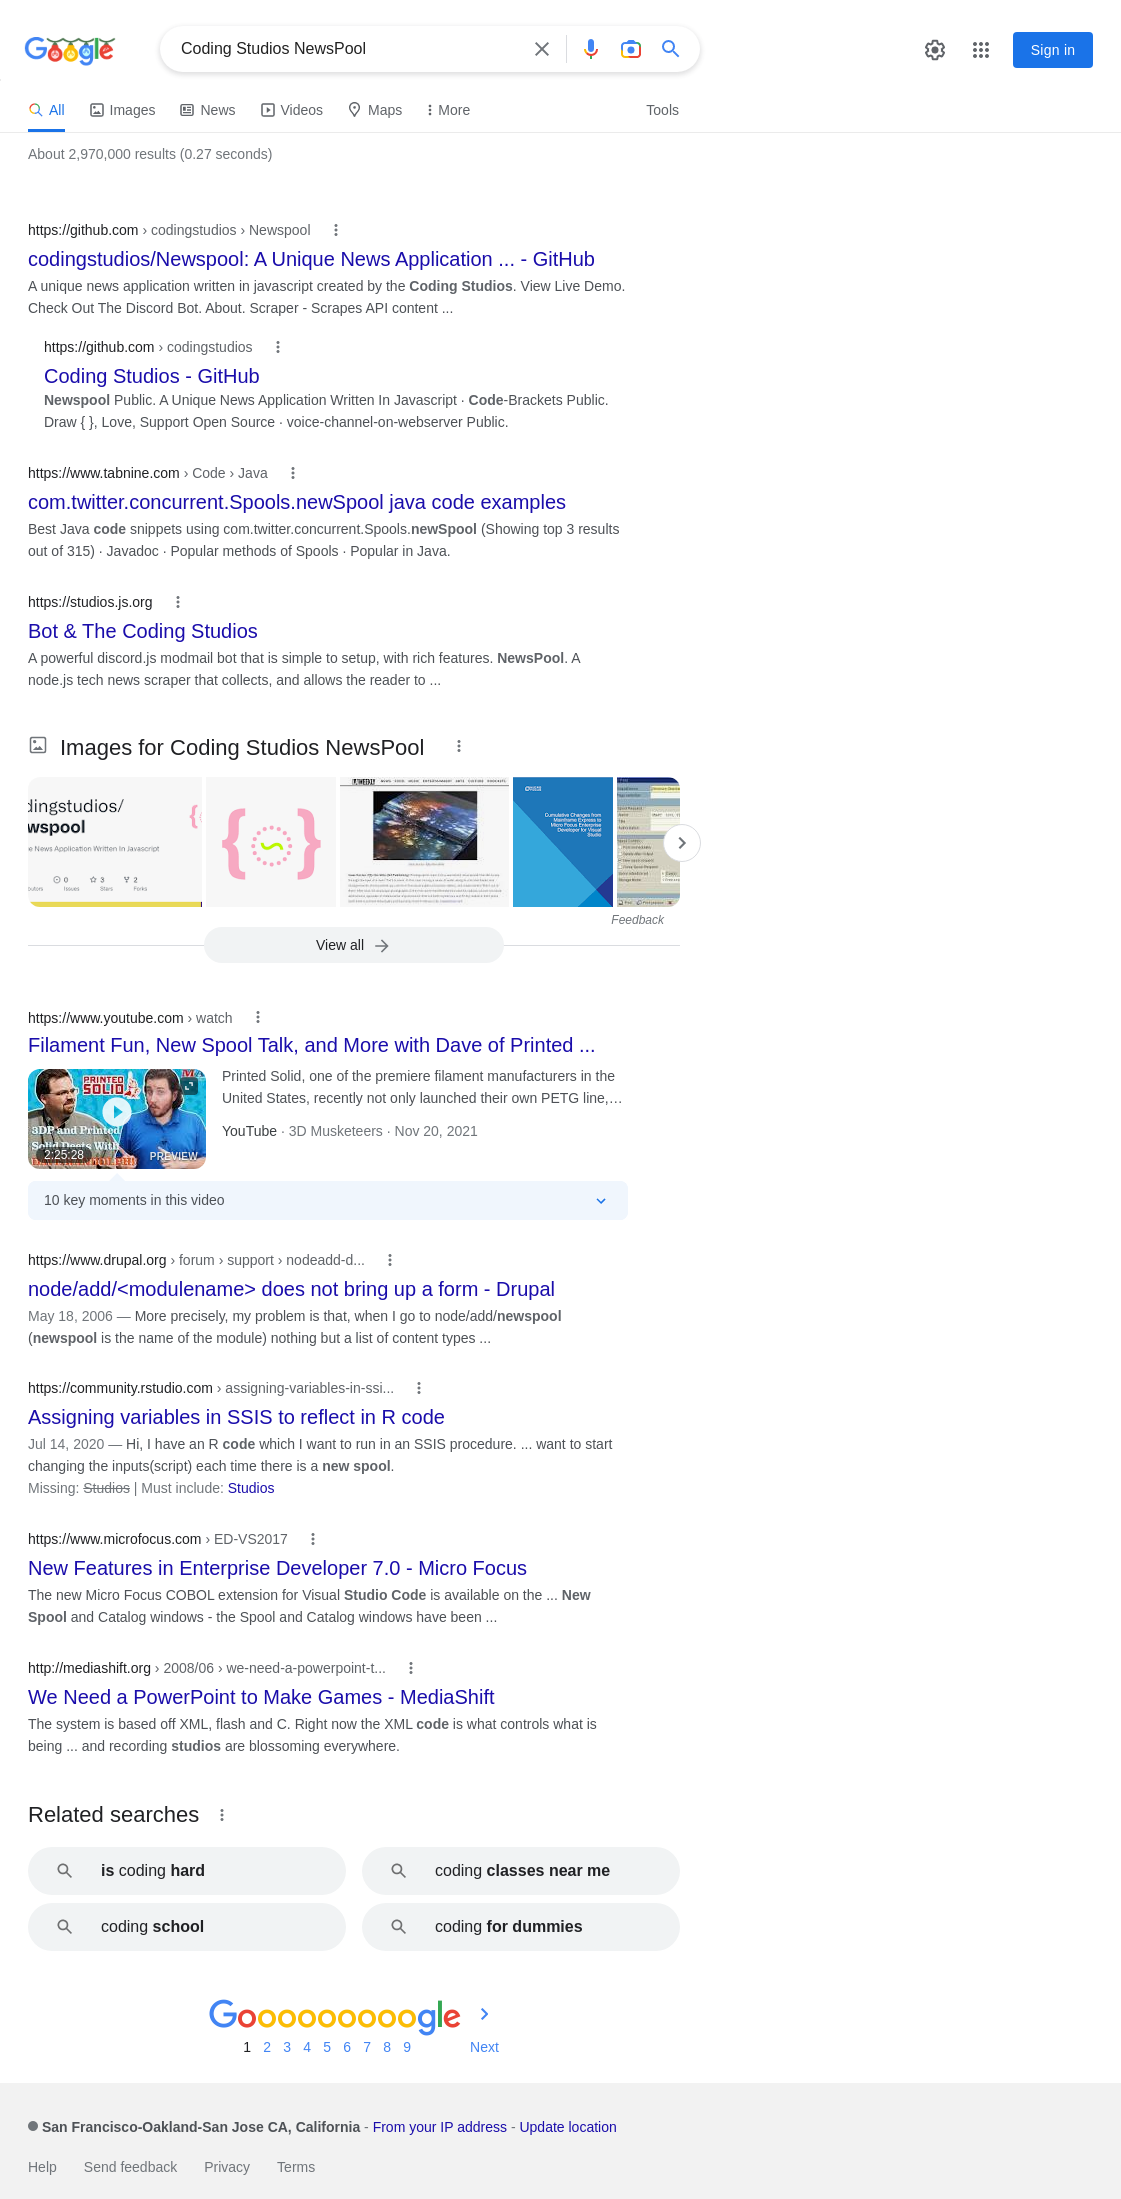 Google
Coding Studios NewsPool
Sign in
All
Images
News
Videos
Maps
More
Tools
About 2,970,000 results (0.27 seconds)
https://github.com › codingstudios › Newspool
codingstudios/Newspool: A Unique News Application ... - GitHub
A unique news application written in javascript created by the Coding Studios. View Live Demo.
Check Out The Discord Bot. About. Scraper - Scrapes API content ...
https://github.com › codingstudios
Coding Studios - GitHub
Newspool Public. A Unique News Application Written In Javascript · Code-Brackets Public.
Draw { }, Love, Support Open Source · voice-channel-on-webserver Public.
https://www.tabnine.com › Code › Java
com.twitter.concurrent.Spools.newSpool java code examples
Best Java code snippets using com.twitter.concurrent.Spools.newSpool (Showing top 3 results
out of 315) · Javadoc · Popular methods of Spools · Popular in Java.
https://studios.js.org
Bot & The Coding Studios
A powerful discord.js modmail bot that is simple to setup, with rich features. NewsPool. A
node.js tech news scraper that collects, and allows the reader to ...
Images for Coding Studios NewsPool
dingstudios/
wspool
e News Application Written In Javascript
0 3 2
Issues Stars Forks
Cumulative Changes from
Mainframe Express to
Micro Focus Enterprise
Developer for Visual
Studio
Feedback
View all
https://www.youtube.com › watch
Filament Fun, New Spool Talk, and More with Dave of Printed ...
PRINTED
SOLID
3DP and Printed
Solid Deets With
2:25:28
PREVIEW
Printed Solid, one of the premiere filament manufacturers in the
United States, recently not only launched their own PETG line,…
YouTube · 3D Musketeers · Nov 20, 2021
10 key moments in this video
https://www.drupal.org › forum › support › nodeadd-d...
node/add/<modulename> does not bring up a form - Drupal
May 18, 2006 — More precisely, my problem is that, when I go to node/add/newspool
(newspool is the name of the module) nothing but a list of content types ...
https://community.rstudio.com › assigning-variables-in-ssi...
Assigning variables in SSIS to reflect in R code
Jul 14, 2020 — Hi, I have an R code which I want to run in an SSIS procedure. ... want to start
changing the inputs(script) each time there is a new spool.
Missing: Studios | Must include: Studios
https://www.microfocus.com › ED-VS2017
New Features in Enterprise Developer 7.0 - Micro Focus
The new Micro Focus COBOL extension for Visual Studio Code is available on the ... New
Spool and Catalog windows - the Spool and Catalog windows have been ...
http://mediashift.org › 2008/06 › we-need-a-powerpoint-t...
We Need a PowerPoint to Make Games - MediaShift
The system is based off XML, flash and C. Right now the XML code is what controls what is
being ... and recording studios are blossoming everywhere.
Related searches
is coding hard
coding classes near me
coding school
coding for dummies
Goooooooooogle
1 2 3 4 5 6 7 8 9 Next
San Francisco-Oakland-San Jose CA, California - From your IP address - Update location
Help Send feedback Privacy Terms